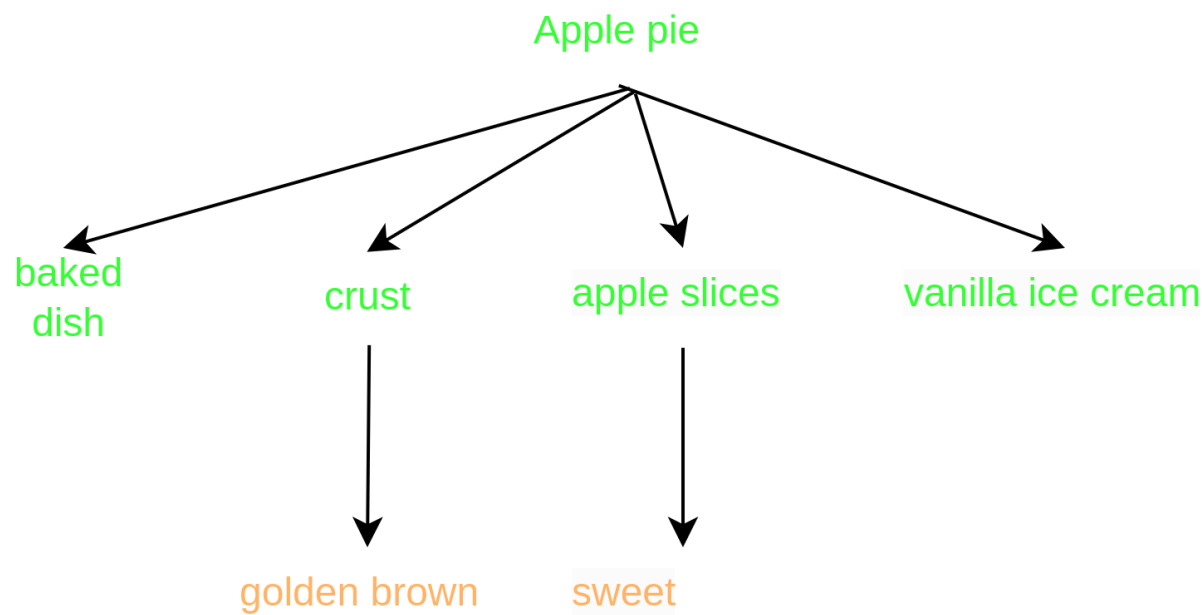 Apple pie
baked
dish
crust
apple slices
vanilla ice cream
golden brown
sweet